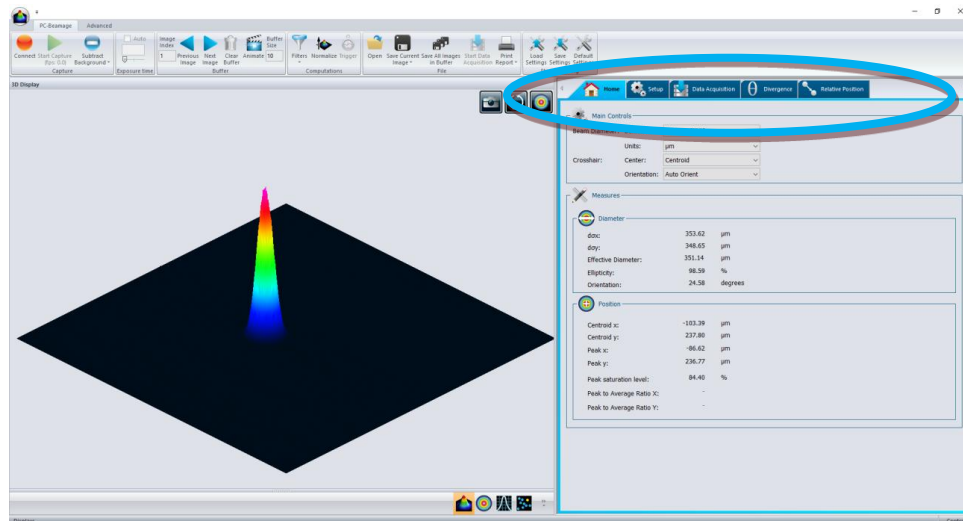 PC-Beamage Advanced
Connect
Start Capture
(fps: 0.0)
Subtract
Background
Auto
Image
Index
1
Previous
Image
Next
Image
Clear
Buffer
Animate
Buffer
Size
10
Filters
Normalize
Trigger
Open
Save Current
Image
Save All Images
in Buffer
Start Data
Acquisition
Print
Report
Load
Settings
Save
Settings
Default
Settings
Capture
Exposure time
Buffer
Computations
File
3D Display
Home
Setup
Data Acquisition
Divergence
Relative Position
Main Controls
Beam Diameter:
Units: µm
Crosshair: Center: Centroid
Orientation: Auto Orient
Measures
Diameter
dσx: 353.62 µm
dσy: 348.65 µm
Effective Diameter: 351.14 µm
Ellipticity: 98.59 %
Orientation: 24.58 degrees
Position
Centroid x: -103.39 µm
Centroid y: 237.80 µm
Peak x: -86.62 µm
Peak y: 236.77 µm
Peak saturation level: 84.40 %
Peak to Average Ratio X: -
Peak to Average Ratio Y: -